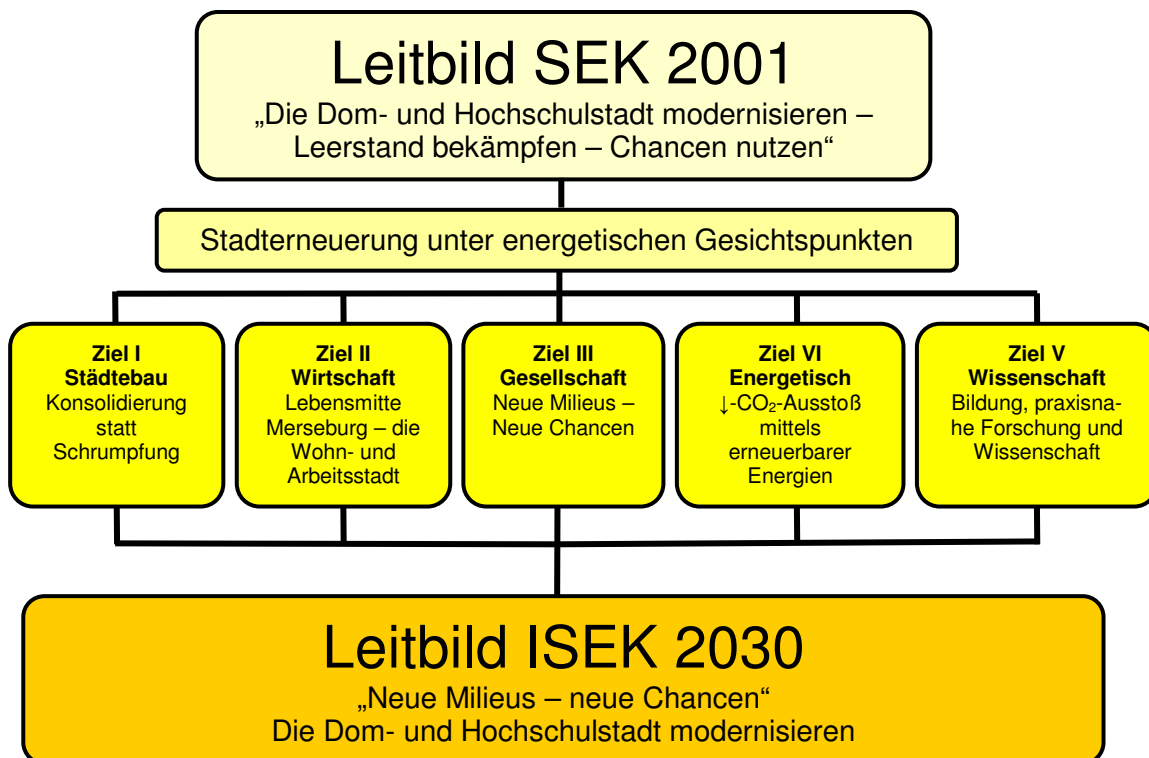 Leitbild SEK 2001
„Die Dom- und Hochschulstadt modernisieren –
Leerstand bekämpfen – Chancen nutzen“
Stadterneuerung unter energetischen Gesichtspunkten
Ziel I
Städtebau
Konsolidierung
statt
Schrumpfung
Ziel II
Wirtschaft
Lebensmitte
Merseburg – die
Wohn- und
Arbeitsstadt
Ziel III
Gesellschaft
Neue Milieus –
Neue Chancen
Ziel VI
Energetisch
↓-CO₂-Ausstoß
mittels
erneuerbarer
Energien
Ziel V
Wissenschaft
Bildung, praxisna-
he Forschung und
Wissenschaft
Leitbild ISEK 2030
„Neue Milieus – neue Chancen“
Die Dom- und Hochschulstadt modernisieren